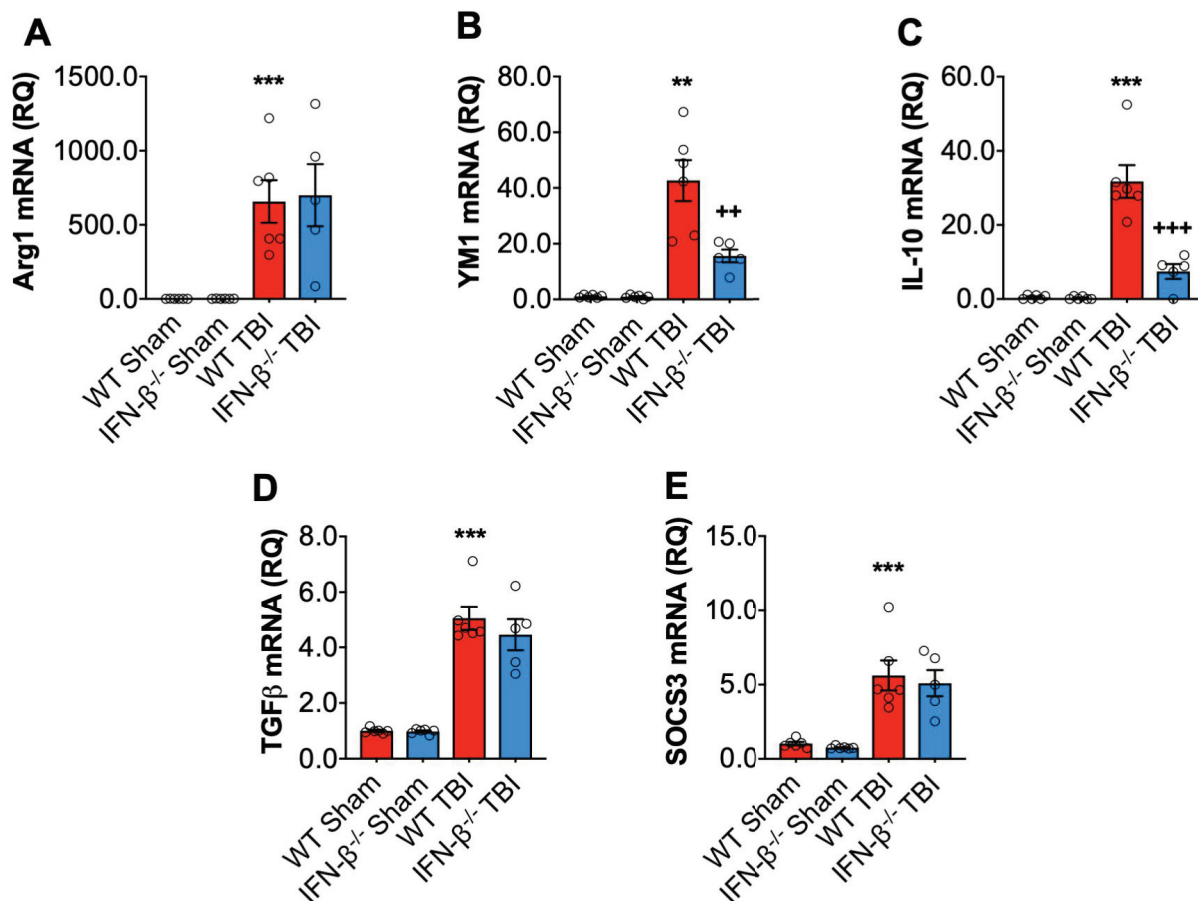 A
Arg1 mRNA (RQ)
1500.0
1000.0
500.0
0.0
***
WT Sham
IFN-β-/- Sham
WT TBI
IFN-β-/- TBI
B
YM1 mRNA (RQ)
80.0
60.0
40.0
20.0
0.0
**
++
WT Sham
IFN-β-/- Sham
WT TBI
IFN-β-/- TBI
C
IL-10 mRNA (RQ)
60.0
40.0
20.0
0.0
***
+++
WT Sham
IFN-β-/- Sham
WT TBI
IFN-β-/- TBI
D
TGFβ mRNA (RQ)
8.0
6.0
4.0
2.0
0.0
***
WT Sham
IFN-β-/- Sham
WT TBI
IFN-β-/- TBI
E
SOCS3 mRNA (RQ)
15.0
10.0
5.0
0.0
***
WT Sham
IFN-β-/- Sham
WT TBI
IFN-β-/- TBI